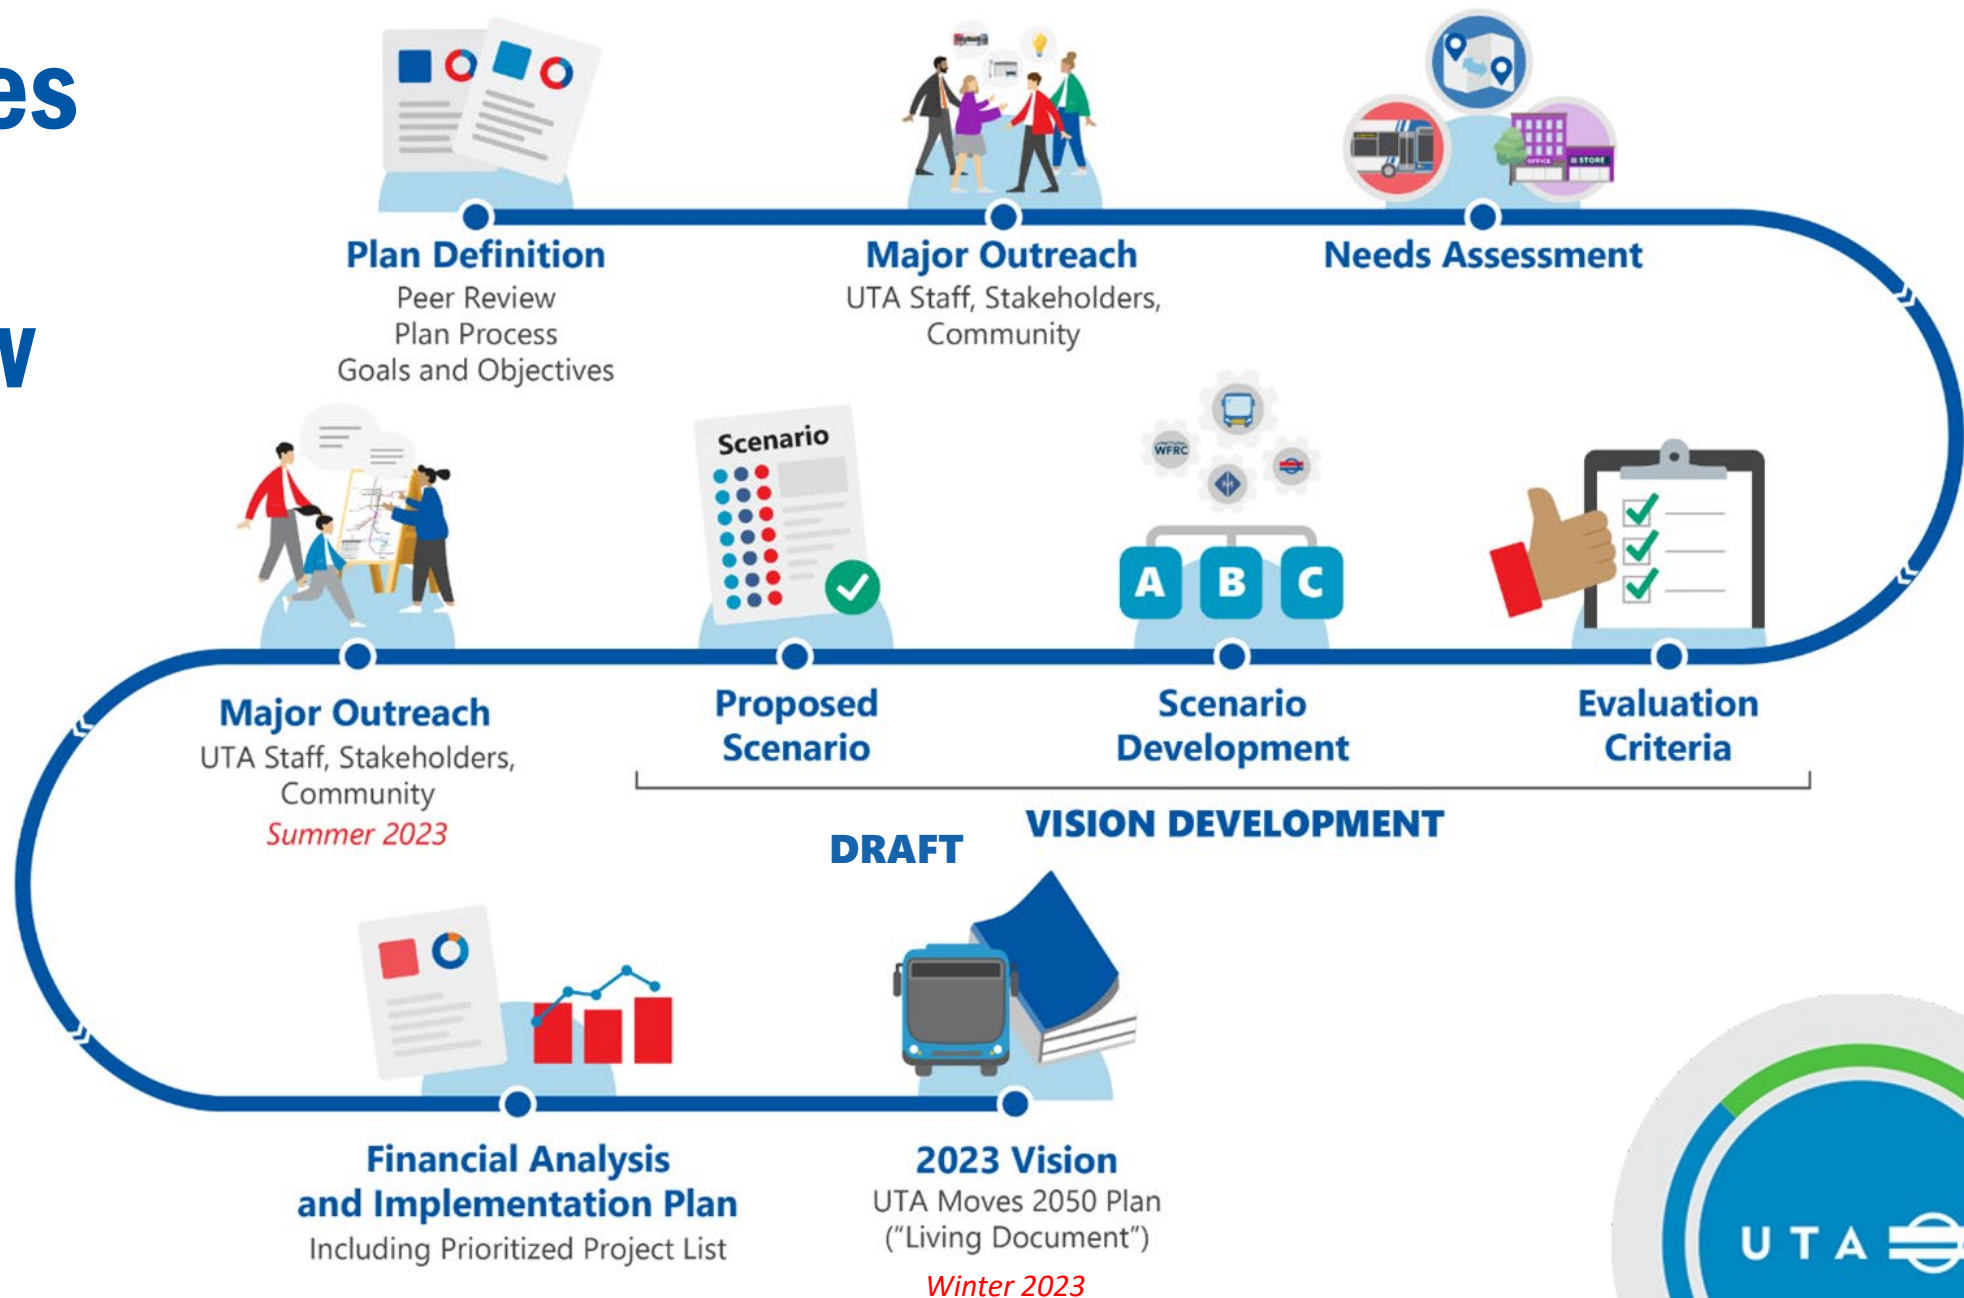 es
w
Plan Definition
Peer Review
Plan Process
Goals and Objectives
Major Outreach
UTA Staff, Stakeholders,
Community
OFFICE
STORE
Needs Assessment
WFRC
A B C
Evaluation
Criteria
Scenario
Development
Scenario
Proposed
Scenario
VISION DEVELOPMENT
Major Outreach
UTA Staff, Stakeholders,
Community
Summer 2023
Financial Analysis
and Implementation Plan
Including Prioritized Project List
DRAFT
2023 Vision
UTA Moves 2050 Plan
("Living Document")
Winter 2023
UTA